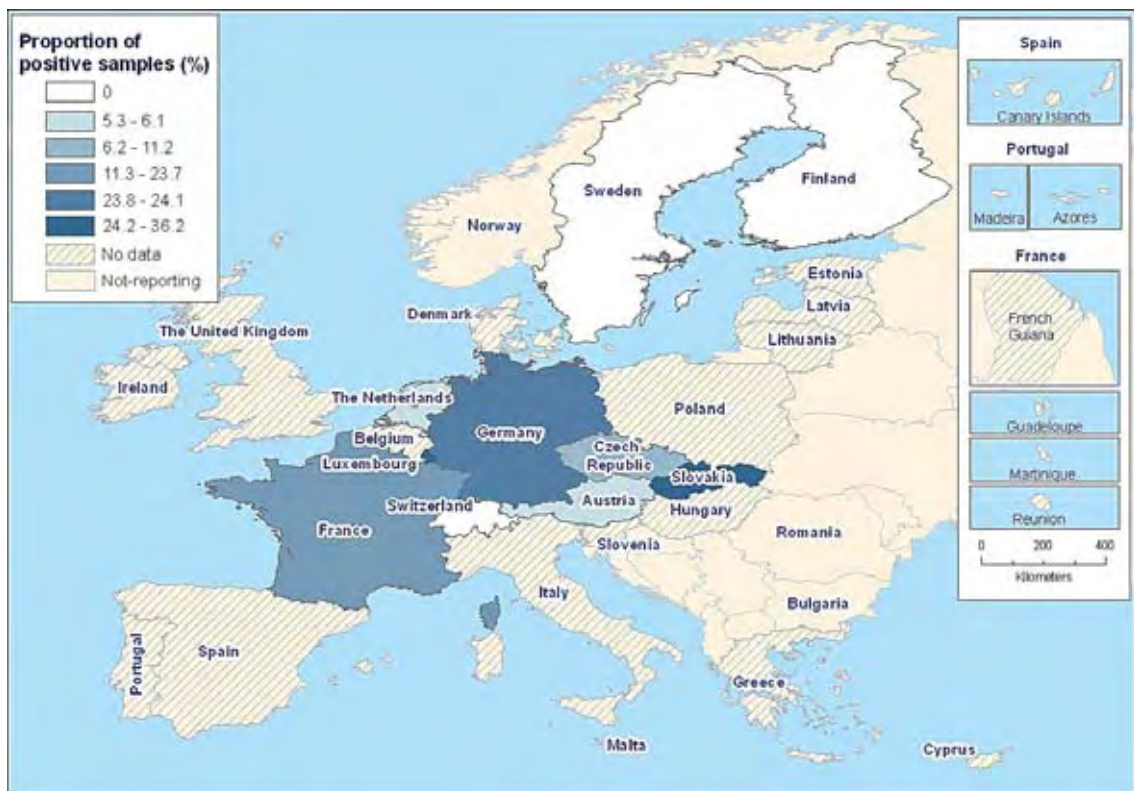 Proportion of
positive samples (%)
0
5.3 - 6.1
6.2 - 11.2
11.3 - 23.7
23.8 - 24.1
24.2 - 36.2
No data
Not-reporting
Spain
Canary Islands
Portugal
Madeira
Azores
France
French
Guiana
Guadeloupe
Martinique
Reunion
0 200 400
Kilometers
Finland
Sweden
Norway
Estonia
Latvia
Lithuania
Denmark
The United Kingdom
Ireland
The Netherlands
Poland
Belgium
Germany
Czech
Republic
Luxembourg
Slovakia
Switzerland
Austria
Hungary
France
Romania
Slovenia
Italy
Bulgaria
Spain
Portugal
Greece
Malta
Cyprus